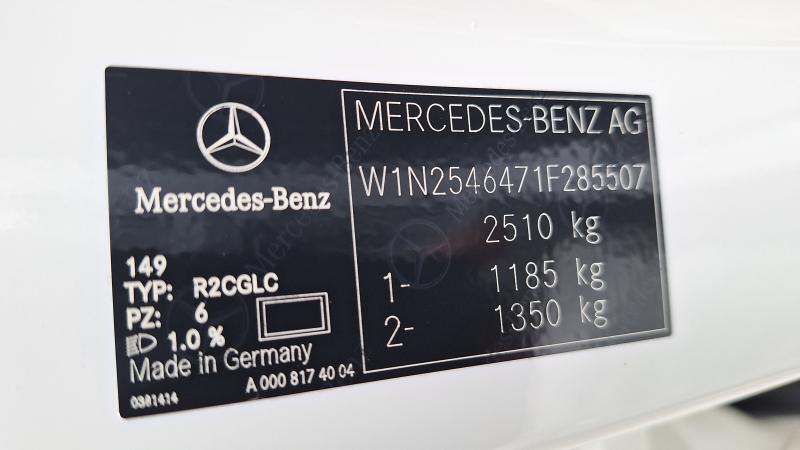 Mercedes-Benz
149
TYP: R2CGLC
PZ: 6
1.0 %
Made in Germany
A 000 817 40 04
0381414
MERCEDES-BENZ AG
W1N2546471F285507
2510 kg
1- 1185 kg
2- 1350 kg